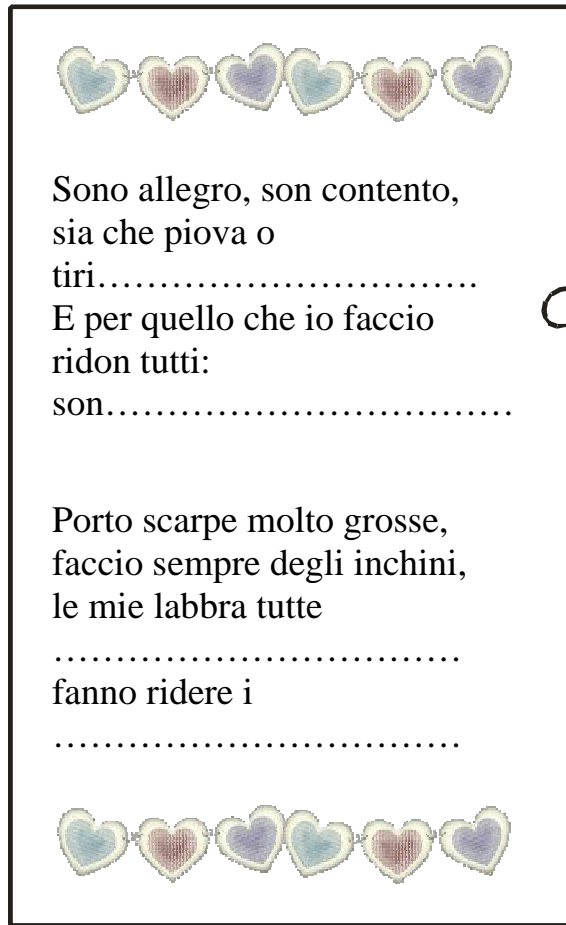 Sono allegro, son contento,
sia che piova o
tiri…………………………….
E per quello che io faccio
ridon tutti:
son……………………………….
Porto scarpe molto grosse,
faccio sempre degli inchini,
le mie labbra tutte
……………………………
fanno ridere i
……………………………